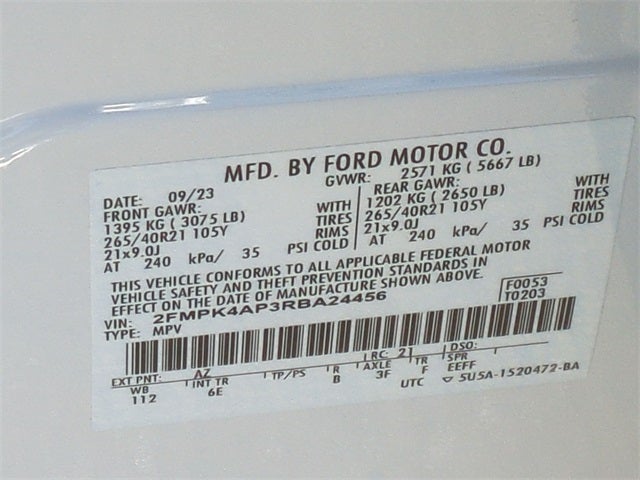 MFD. BY FORD MOTOR CO.
DATE: 09/23 GVWR: 2571 KG ( 5667 LB)
FRONT GAWR: REAR GAWR:
1395 KG ( 3075 LB) WITH 1202 KG ( 2650 LB) WITH
265/40R21 105Y TIRES 265/40R21 105Y TIRES
21x9.0J RIMS 21x9.0J RIMS
AT 240 kPa/ 35 PSI COLD AT 240 kPa/ 35 PSI COLD
THIS VEHICLE CONFORMS TO ALL APPLICABLE FEDERAL MOTOR
VEHICLE SAFETY AND THEFT PREVENTION STANDARDS IN
EFFECT ON THE DATE OF MANUFACTURE SHOWN ABOVE.
VIN: 2FMPK4AP3RBA24456 F0053
TYPE: MPV T0203
EXT PNT: AZ RC: 21 DSO:
WB INT TR TP/PS R AXLE TR SPR
112 6E B 3F F EEFF
UTC 5U5A-1520472-BA